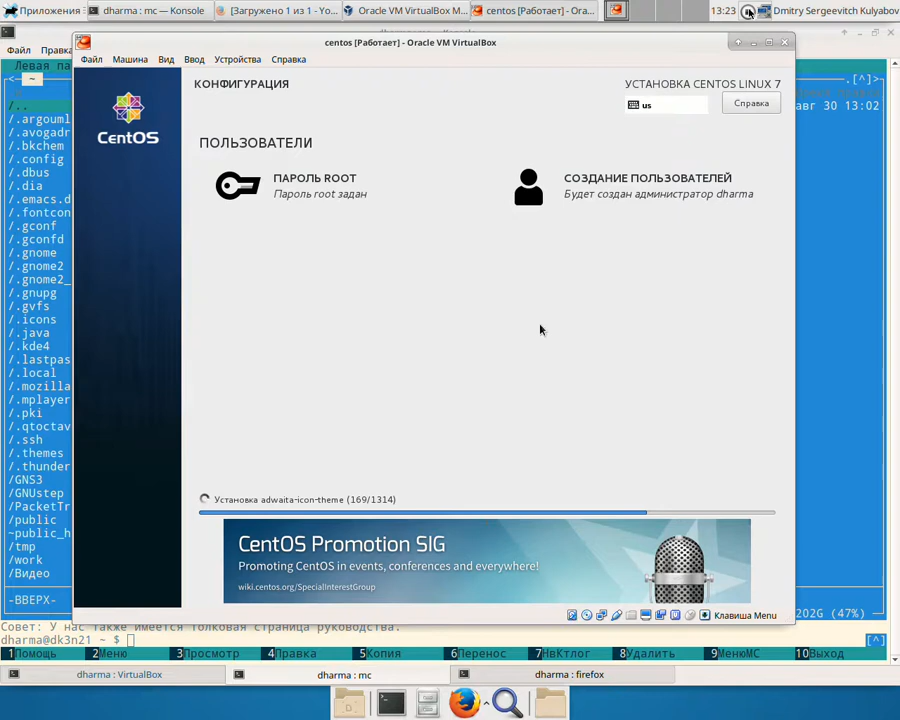 Приложения
dharma : mc — Konsole
[Загружено 1 из 1 - Yo...
Oracle VM VirtualBox M...
centos [Работает] - Ora...
13:23
Dmitry Sergeevitch Kulyabov
centos [Работает] - Oracle VM VirtualBox
Файл Правка
Файл Машина Вид Ввод Устройства Справка
Левая па
<- ~
.[^]>
КОНФИГУРАЦИЯ
УСТАНОВКА CENTOS LINUX 7
us
Справка
CentOS
ПОЛЬЗОВАТЕЛИ
ПАРОЛЬ ROOT
Пароль root задан
СОЗДАНИЕ ПОЛЬЗОВАТЕЛЕЙ
Будет создан администратор dharma
/..
авг 30 13:02
/.argouml
/.avogadr
/.bkchem
/.config
/.dbus
/.dia
/.emacs.d
/.fontcon
/.gconf
/.gconfd
/.gnome
/.gnome2
/.gnome2_
/.gnupg
/.gvfs
/.icons
/.java
/.kde4
/.lastpas
/.local
/.mozilla
/.mplayer
/.pki
/.qtoctav
/.ssh
/.themes
/.thunder
/GNS3
/GNUstep
/PacketTr
/public
~public_h
/tmp
/work
/Видео
Установка adwaita-icon-theme (169/1314)
CentOS Promotion SIG
Promoting CentOS in events, conferences and everywhere!
wiki.centos.org/SpecialInterestGroup
-ВВЕРХ-
Клавиша Menu
202G (47%)
Совет: У нас также имеется толковая страница руководства.
dharma@dk3n21 ~ $
[^]
1Помощь 2Меню 3Просмотр 4Правка 5Копия 6Перенос 7НвКтлог 8Удалить 9МенюМС 10Выход
dharma : VirtualBox
dharma : mc
dharma : firefox